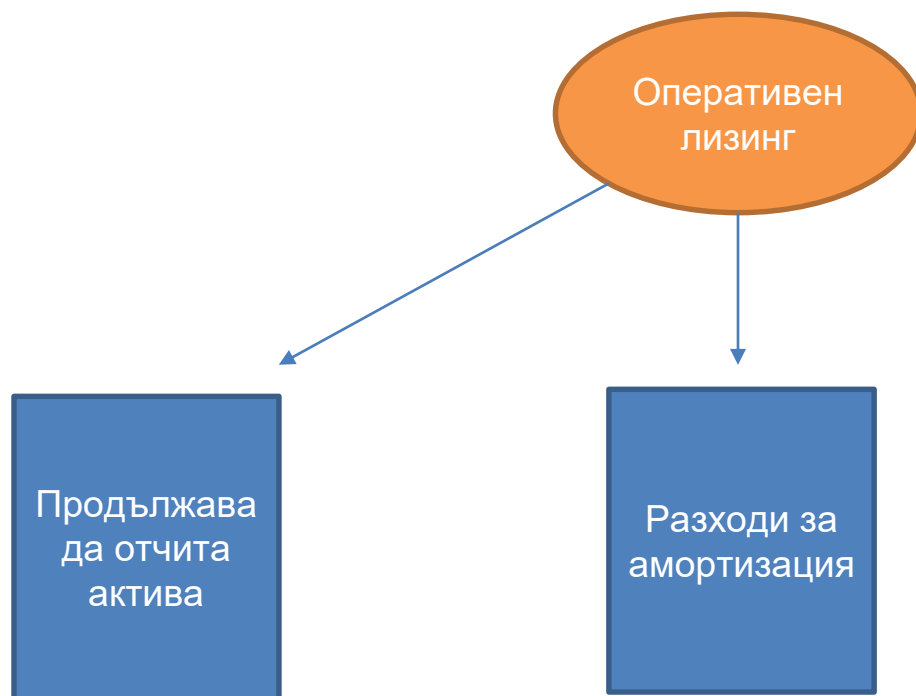 Оперативен
лизинг
Продължава
да отчита
актива
Разходи за
амортизация